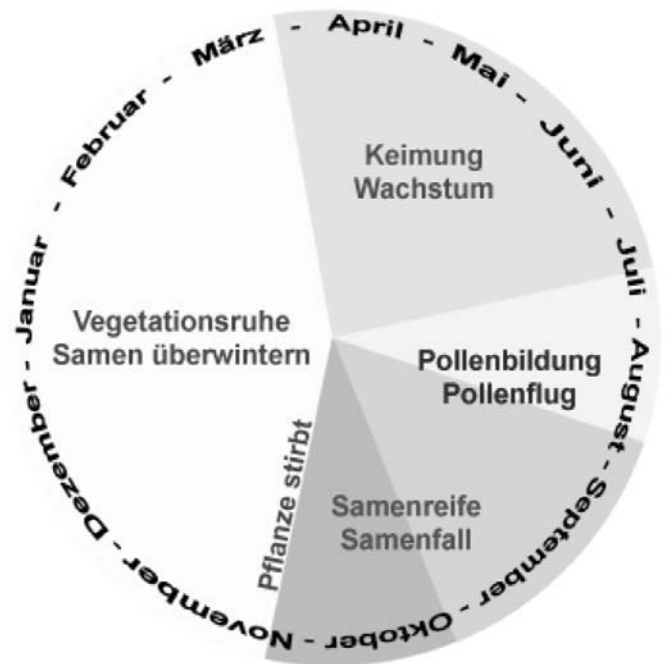 Januar - Februar - März - April - Mai - Juni - Juli - August - September - Oktober - November - Dezember -
Keimung
Wachstum
Pollenbildung
Pollenflug
Samenreife
Samenfall
Pflanze stirbt
Vegetationsruhe
Samen überwintern